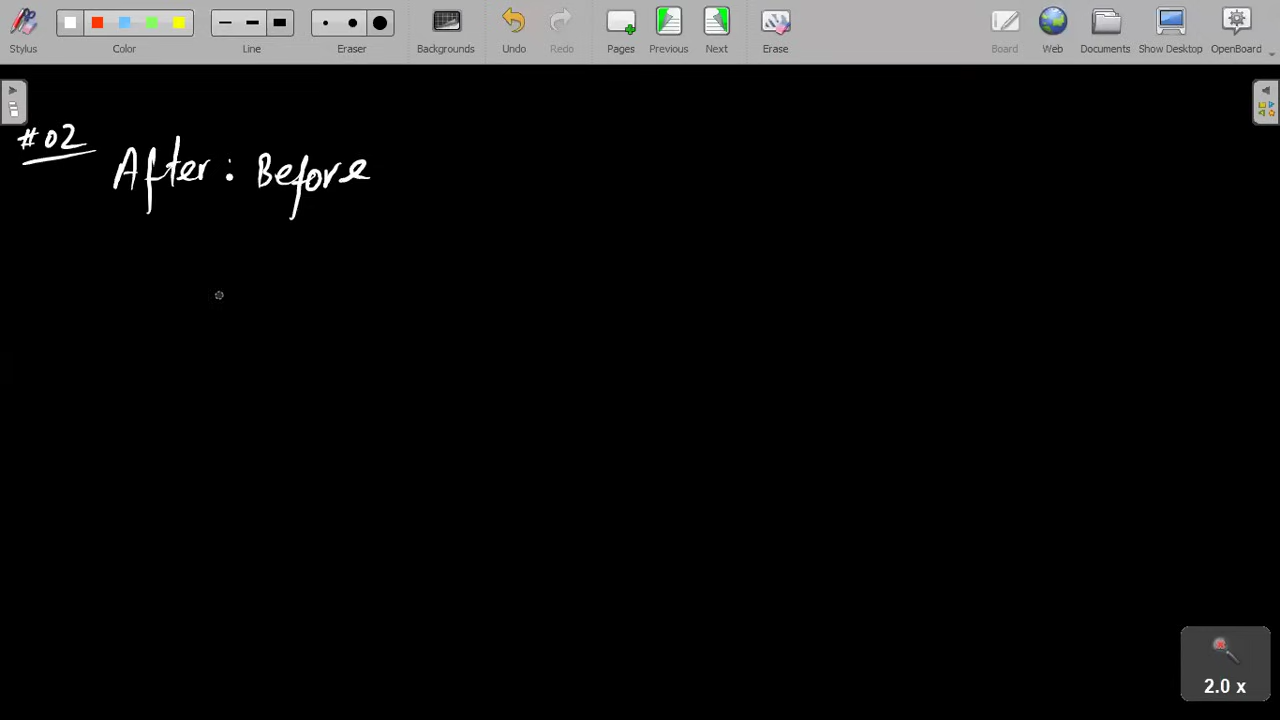 Stylus Color Line Eraser Backgrounds Undo Redo Pages Previous Next Erase Board Web Documents Show Desktop OpenBoard
#02
After : Before
2.0 x